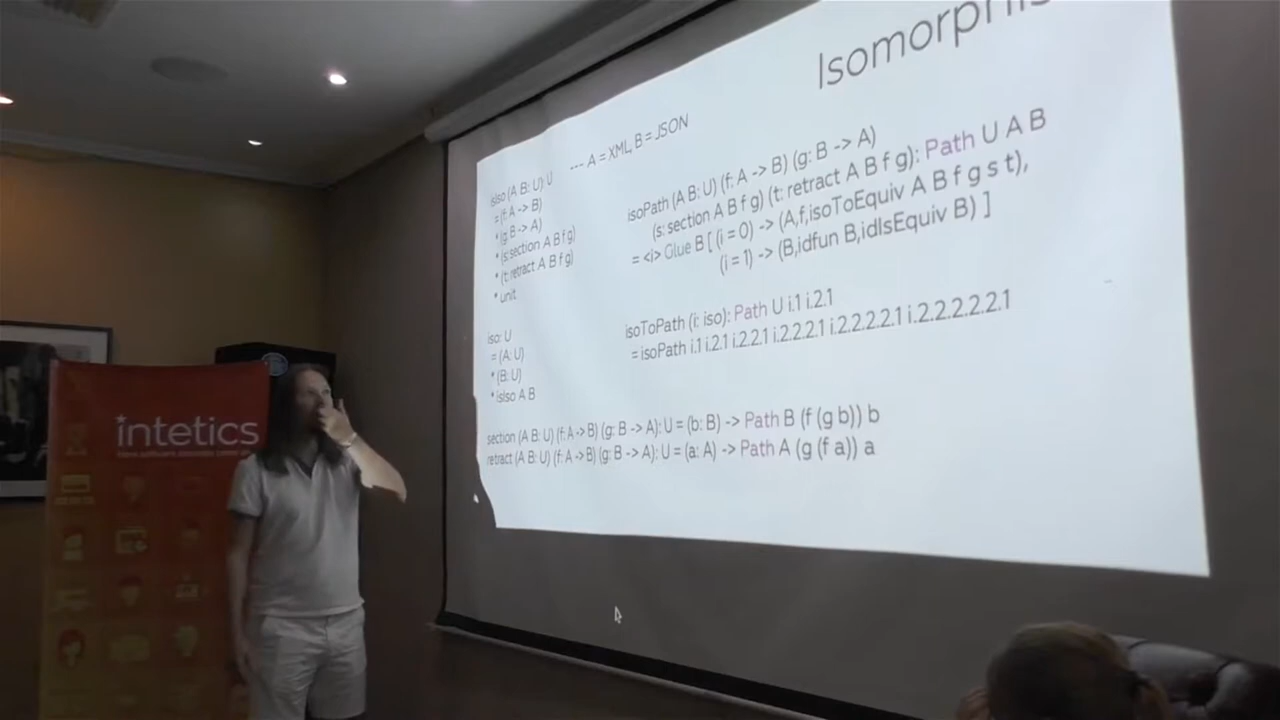 Isomorphis
--- A = XML, B = JSON
isIso (A B: U): U
= (f: A -> B)
* (g: B -> A)
* (s: section A B f g)
* (t: retract A B f g)
* unit
isoPath (A B: U) (f: A -> B) (g: B -> A)
(s: section A B f g) (t: retract A B f g): Path U A B
= <i> Glue B [ (i = 0) -> (A,f,isoToEquiv A B f g s t),
(i = 1) -> (B,idfun B,idIsEquiv B) ]
iso: U
= (A: U)
* (B: U)
* isIso A B
isoToPath (i: iso): Path U i.1 i.2.1
= isoPath i.1 i.2.1 i.2.2.1 i.2.2.2.1 i.2.2.2.2.1 i.2.2.2.2.2.1
section (A B: U) (f: A -> B) (g: B -> A): U = (b: B) -> Path B (f (g b)) b
retract (A B: U) (f: A -> B) (g: B -> A): U = (a: A) -> Path A (g (f a)) a
intetics